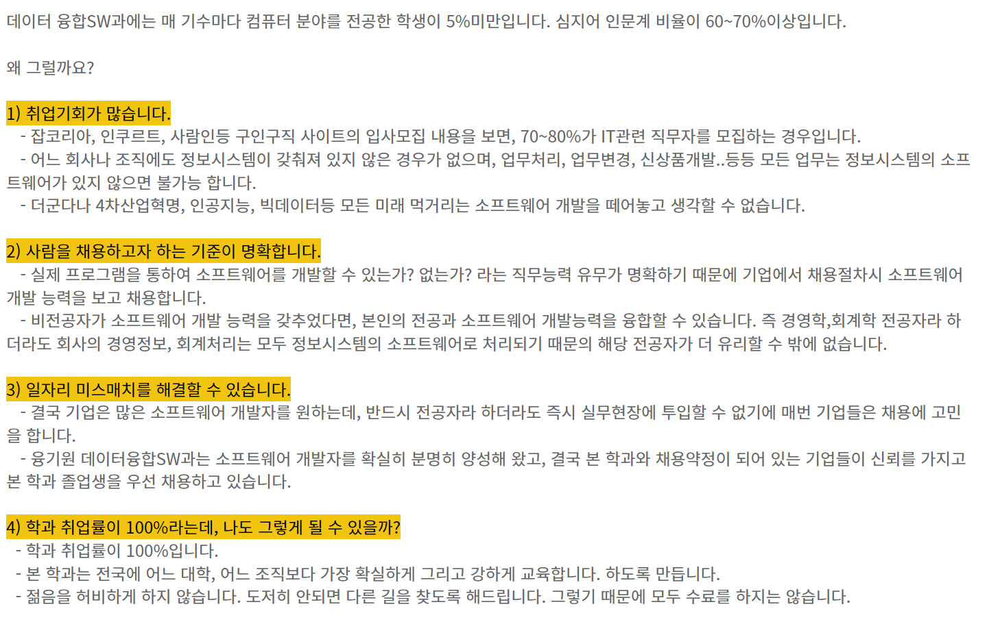 데이터 융합SW과에는 매 기수마다 컴퓨터 분야를 전공한 학생이 5%미만입니다. 심지어 인문계 비율이 60~70%이상입니다.
왜 그럴까요?
1) 취업기회가 많습니다.
- 잡코리아, 인쿠르트, 사람인등 구인구직 사이트의 입사모집 내용을 보면, 70~80%가 IT관련 직무자를 모집하는 경우입니다.
- 어느 회사나 조직에도 정보시스템이 갖춰져 있지 않은 경우가 없으며, 업무처리, 업무변경, 신상품개발..등등 모든 업무는 정보시스템의 소프
트웨어가 있지 않으면 불가능 합니다.
- 더군다나 4차산업혁명, 인공지능, 빅데이터등 모든 미래 먹거리는 소프트웨어 개발을 떼어놓고 생각할 수 없습니다.
2) 사람을 채용하고자 하는 기준이 명확합니다.
- 실제 프로그램을 통하여 소프트웨어를 개발할 수 있는가? 없는가? 라는 직무능력 유무가 명확하기 때문에 기업에서 채용절차시 소프트웨어
개발 능력을 보고 채용합니다.
- 비전공자가 소프트웨어 개발 능력을 갖추었다면, 본인의 전공과 소프트웨어 개발능력을 융합할 수 있습니다. 즉 경영학,회계학 전공자라 하
더라도 회사의 경영정보, 회계처리는 모두 정보시스템의 소프트웨어로 처리되기 때문의 해당 전공자가 더 유리할 수 밖에 없습니다.
3) 일자리 미스매치를 해결할 수 있습니다.
- 결국 기업은 많은 소프트웨어 개발자를 원하는데, 반드시 전공자라 하더라도 즉시 실무현장에 투입할 수 없기에 매번 기업들은 채용에 고민
을 합니다.
- 융기원 데이터융합SW과는 소프트웨어 개발자를 확실히 분명히 양성해 왔고, 결국 본 학과와 채용약정이 되어 있는 기업들이 신뢰를 가지고
본 학과 졸업생을 우선 채용하고 있습니다.
4) 학과 취업률이 100%라는데, 나도 그렇게 될 수 있을까?
- 학과 취업률이 100%입니다.
- 본 학과는 전국에 어느 대학, 어느 조직보다 가장 확실하게 그리고 강하게 교육합니다. 하도록 만듭니다.
- 젊음을 허비하게 하지 않습니다. 도저히 안되면 다른 길을 찾도록 해드립니다. 그렇기 때문에 모두 수료를 하지는 않습니다.